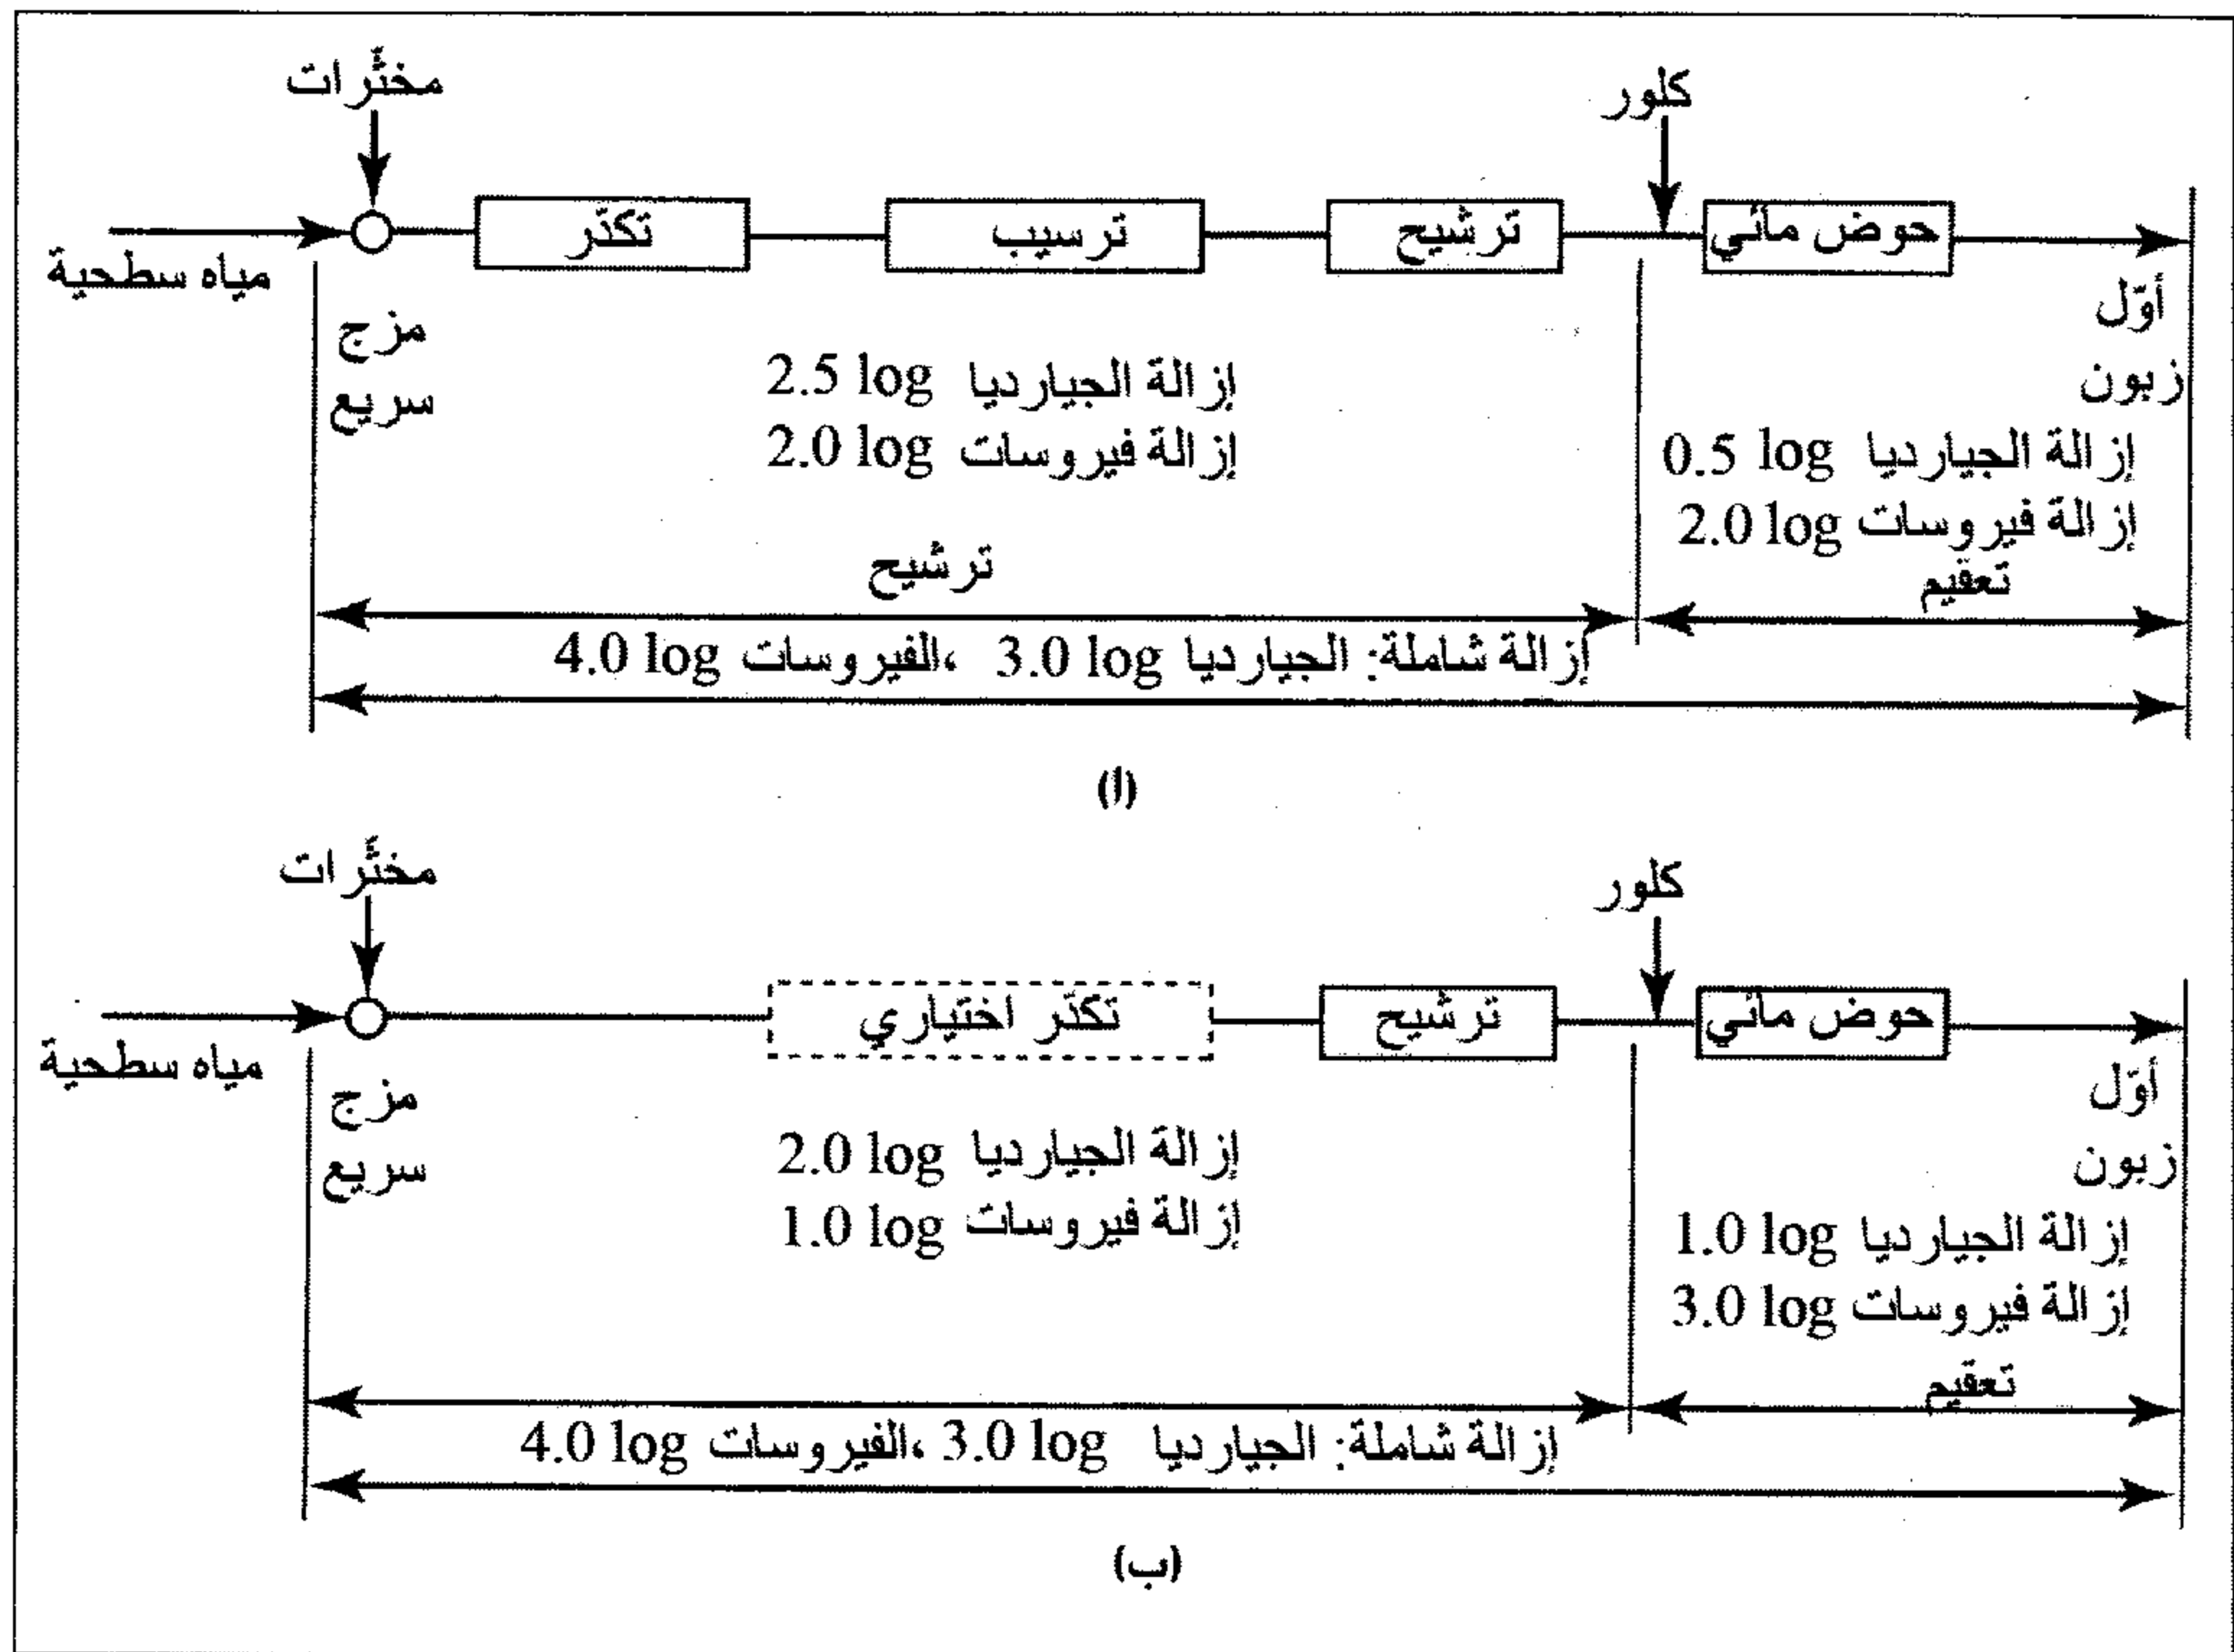 مخثّرات
كلور
تكدّر
ترسيب
ترشيح
حوض مائي
مياه سطحية
مزج
سريع
أوّل
زبون
إزالة الجيارديا 2.5 log
إزالة فيروسات 2.0 log
إزالة الجيارديا 0.5 log
إزالة فيروسات 2.0 log
ترشيح
تعقيم
إزالة شاملة: الجيارديا 3.0 log ،الفيروسات 4.0 log
(ا)
مخثّرات
كلور
تكدّر اختياري
ترشيح
حوض مائي
مياه سطحية
مزج
سريع
أوّل
زبون
إزالة الجيارديا 2.0 log
إزالة فيروسات 1.0 log
إزالة الجيارديا 1.0 log
إزالة فيروسات 3.0 log
تعقيم
إزالة شاملة: الجيارديا 3.0 log ،الفيروسات 4.0 log
(ب)